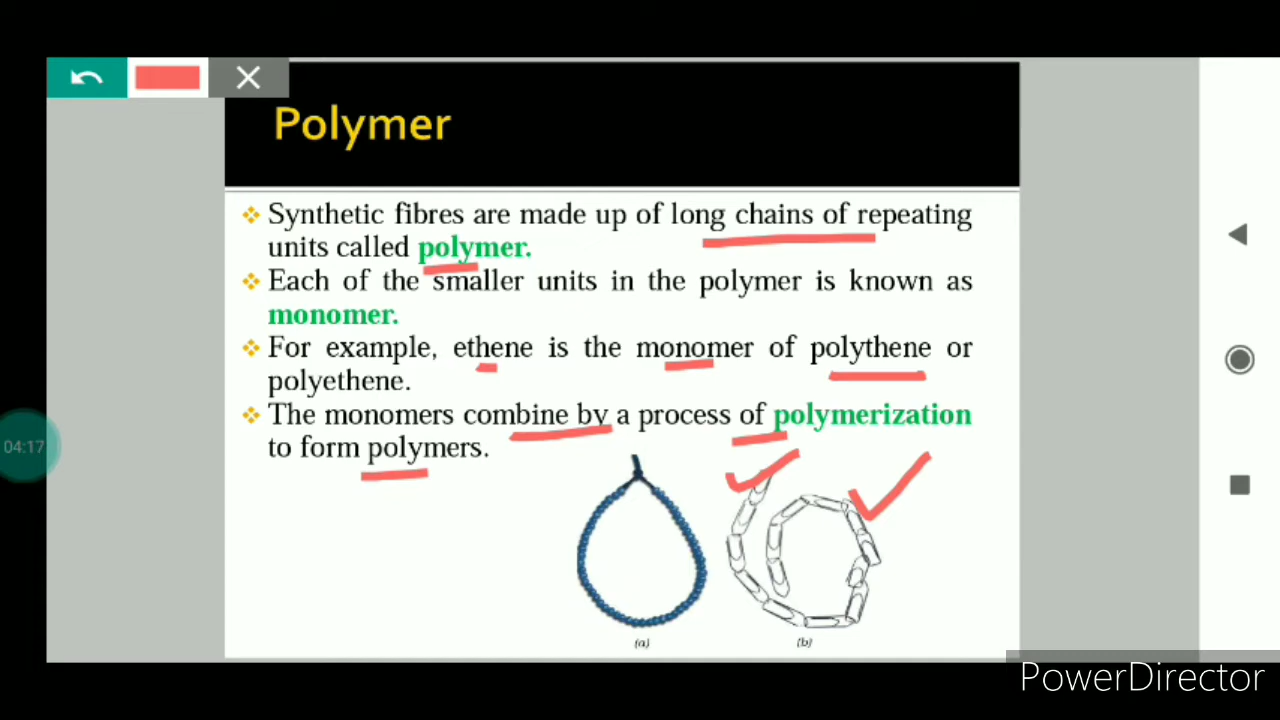 Polymer
❖ Synthetic fibres are made up of long chains of repeating
units called polymer.
❖ Each of the smaller units in the polymer is known as
monomer.
❖ For example, ethene is the monomer of polythene or
polyethene.
❖ The monomers combine by a process of polymerization
to form polymers.
04:17
(a)
(b)
PowerDirector